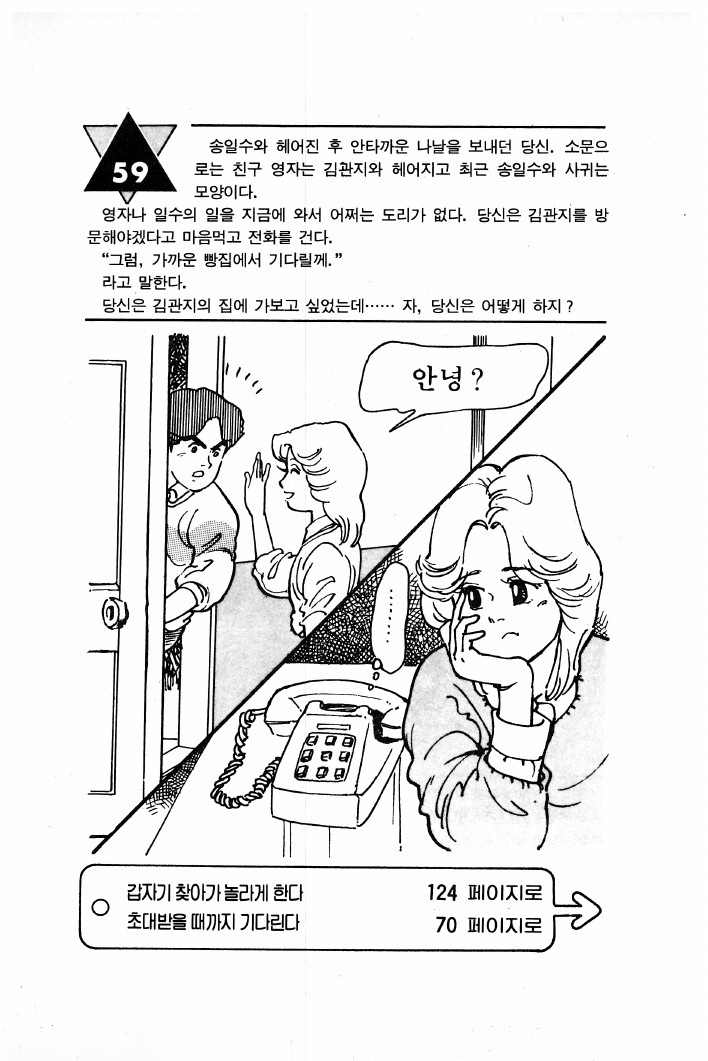 59
송일수와 헤어진 후 안타까운 나날을 보내던 당신. 소문으
로는 친구 영자는 김관지와 헤어지고 최근 송일수와 사귀는
모양이다.
영자나 일수의 일을 지금에 와서 어쩌는 도리가 없다. 당신은 김관지를 방
문해야겠다고 마음먹고 전화를 건다.
“그럼, 가까운 빵집에서 기다릴께.”
라고 말한다.
당신은 김관지의 집에 가보고 싶었는데…… 자, 당신은 어떻게 하지?
안녕?
………
갑자기 찾아가 놀라게 한다 124 페이지로
초대받을 때까지 기다린다 70 페이지로